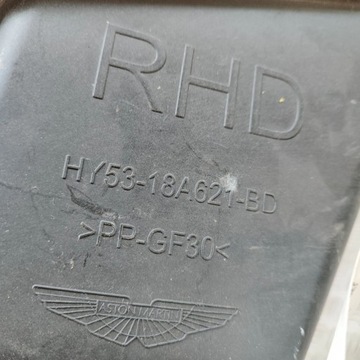 RHD
HY53-18A621-BD
>PP-GF30<
ASTON MARTIN